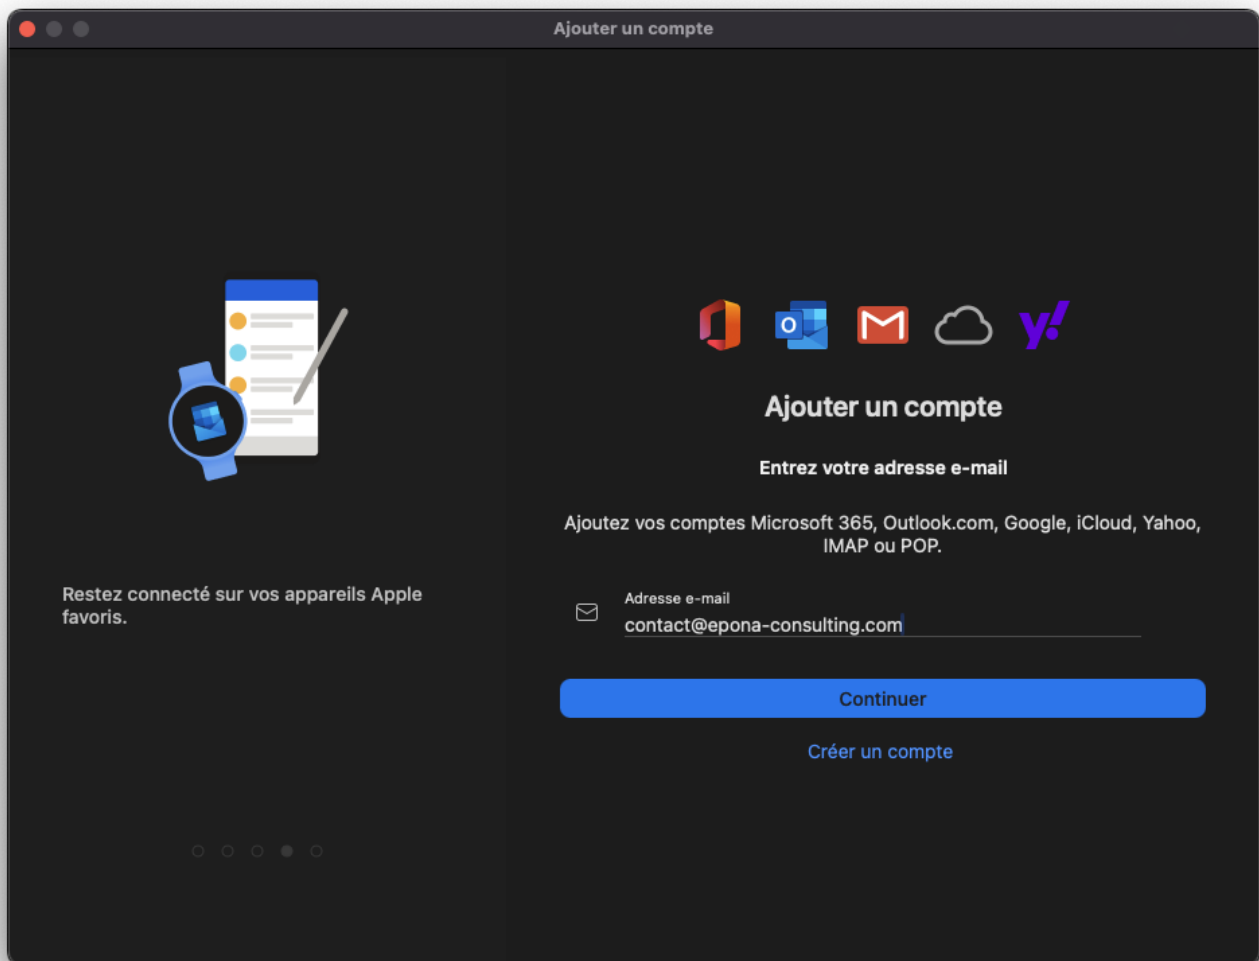 Ajouter un compte
Restez connecté sur vos appareils Apple
favoris.
Ajouter un compte
Entrez votre adresse e-mail
Ajoutez vos comptes Microsoft 365, Outlook.com, Google, iCloud, Yahoo,
IMAP ou POP.
Adresse e-mail
contact@epona-consulting.com
Continuer
Créer un compte